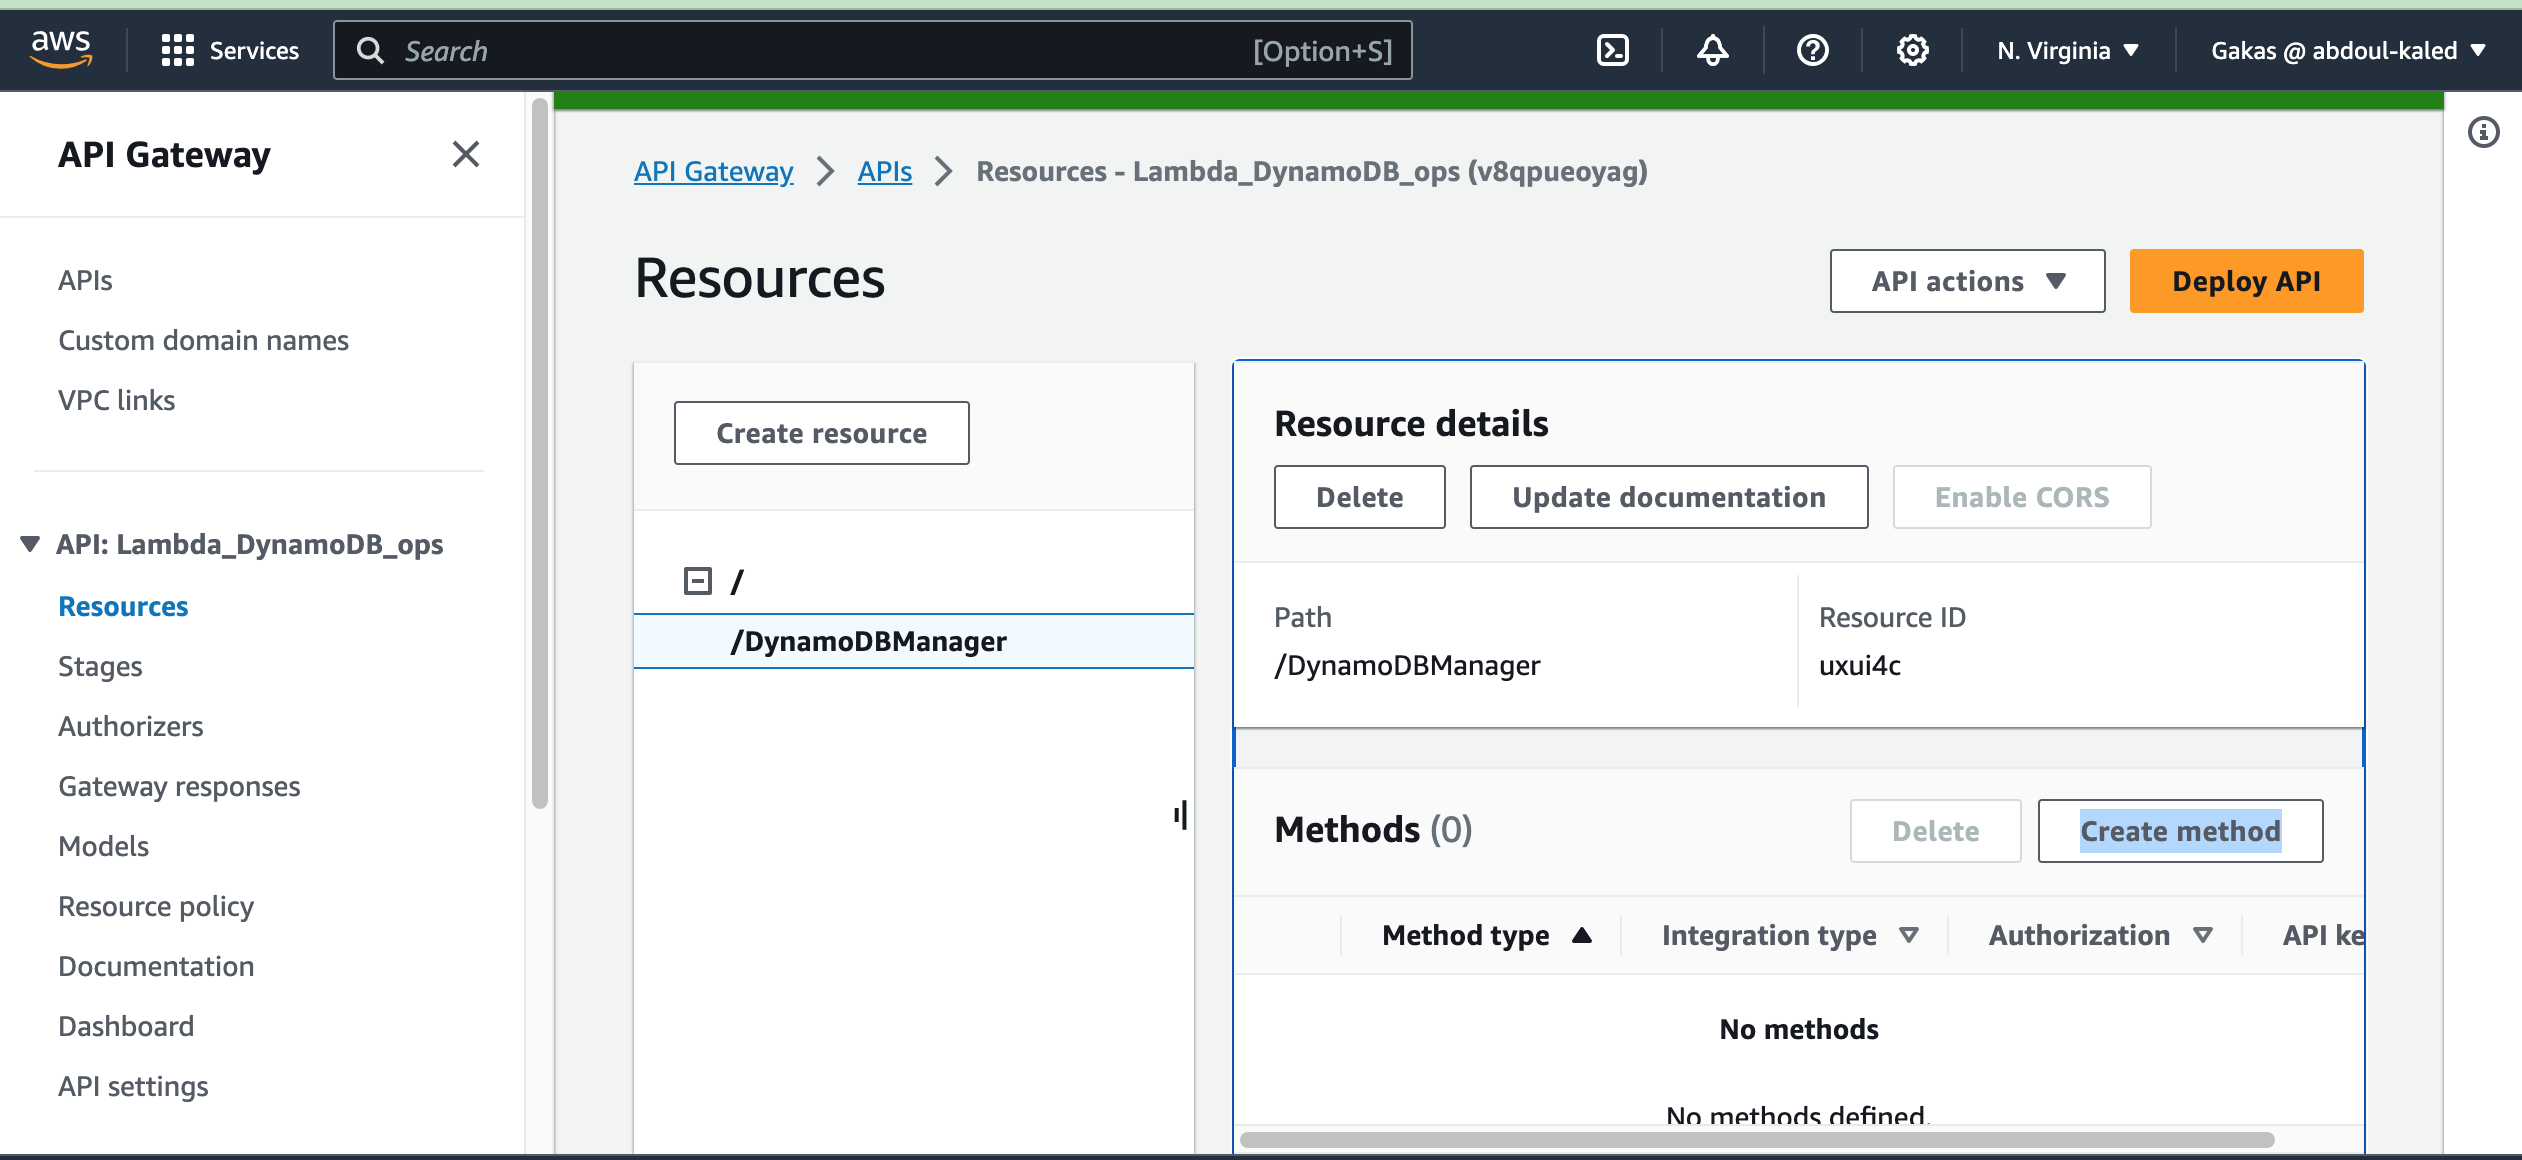 aws
Services
Search
[Option+S]
N. Virginia
Gakas @ abdoul-kaled
API Gateway
APIs
Custom domain names
VPC links
API: Lambda_DynamoDB_ops
Resources
Stages
Authorizers
Gateway responses
Models
Resource policy
Documentation
Dashboard
API settings
API Gateway
APIs
Resources - Lambda_DynamoDB_ops (v8qpueoyag)
Resources
API actions
Deploy API
Create resource
/
/DynamoDBManager
Resource details
Delete
Update documentation
Enable CORS
Path
/DynamoDBManager
Resource ID
uxui4c
Methods (0)
Delete
Create method
Method type
Integration type
Authorization
API ke
No methods
No methods defined.